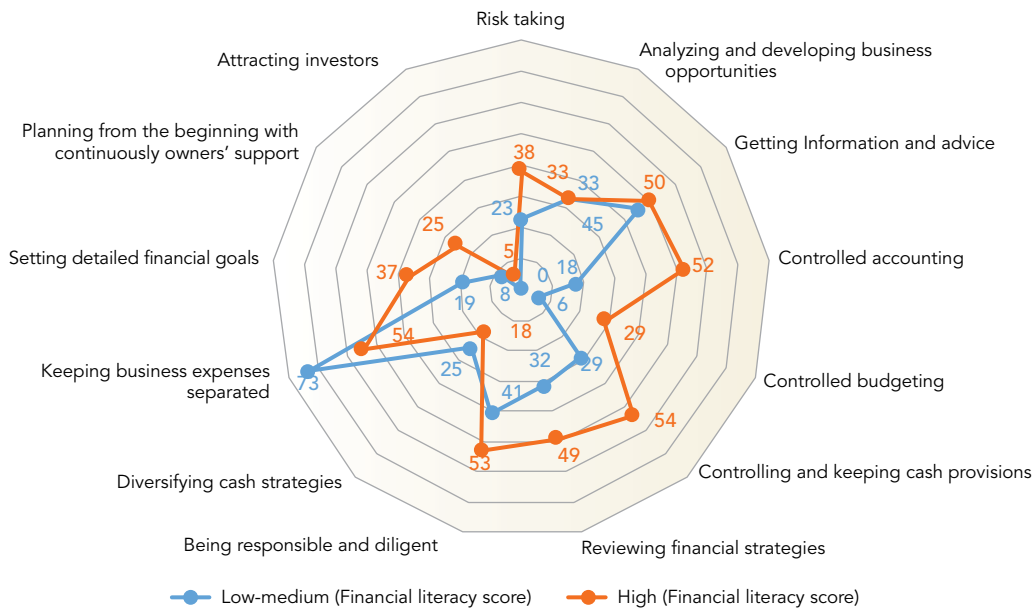 Risk taking
Analyzing and developing business
opportunities
Attracting investors
Planning from the beginning with
continuously owners' support
Getting Information and advice
38
33
33
50
23
45
25
5
0
18
Setting detailed financial goals
37
52
Controlled accounting
19
8
6
54
18
29
Keeping business expenses
separated
73
25
32
29
Controlled budgeting
41
54
53
49
Controlling and keeping cash provisions
Diversifying cash strategies
Being responsible and diligent
Reviewing financial strategies
Low-medium (Financial literacy score)
High (Financial literacy score)